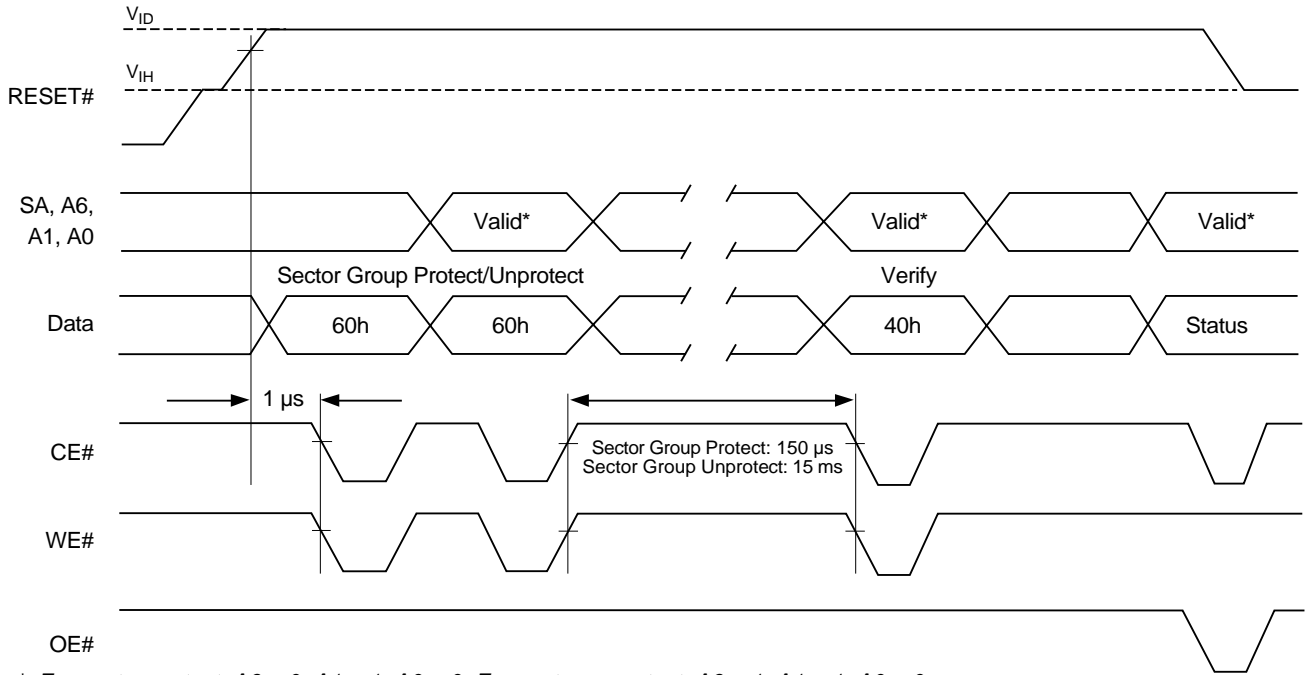 VID
VIH
RESET#
SA, A6,
A1, A0
Valid*
Valid*
Valid*
Sector Group Protect/Unprotect
Verify
Data
60h
60h
40h
Status
1 µs
CE#
Sector Group Protect: 150 µs
Sector Group Unprotect: 15 ms
WE#
OE#